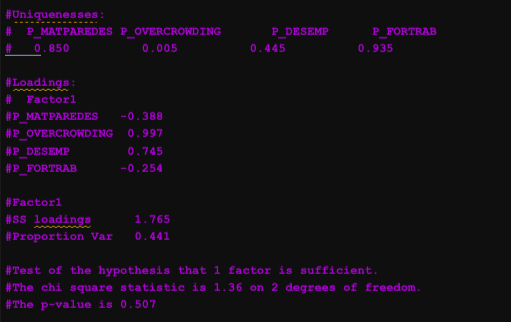 #Uniquenesses:
# P_MATPAREDES P_OVERCROWDING P_DESEMP P_FORTRAB
# 0.850 0.005 0.445 0.935
#Loadings:
# Factor1
#P_MATPAREDES -0.388
#P_OVERCROWDING 0.997
#P_DESEMP 0.745
#P_FORTRAB -0.254
#Factor1
#SS loadings 1.765
#Proportion Var 0.441
#Test of the hypothesis that 1 factor is sufficient.
#The chi square statistic is 1.36 on 2 degrees of freedom.
#The p-value is 0.507